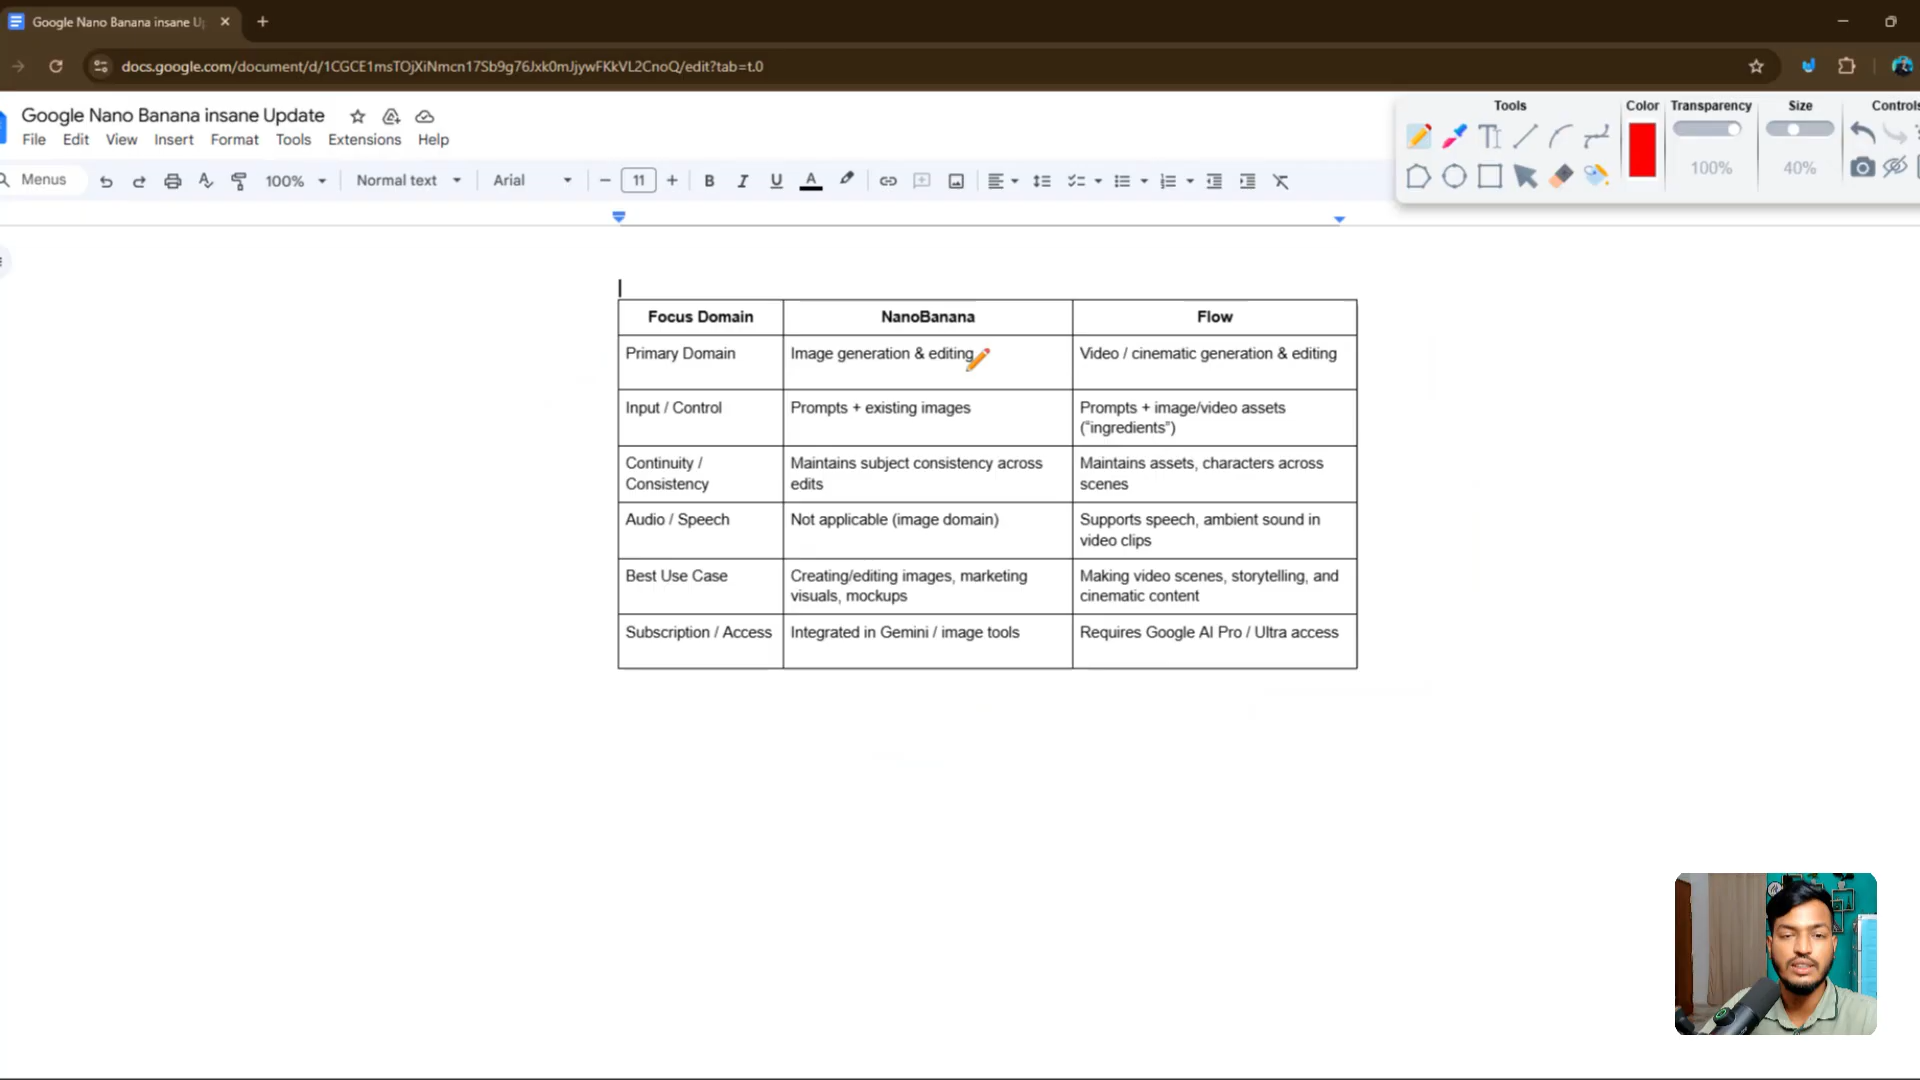 Google Nano Banana insane U
docs.google.com/document/d/1CGCE1msTOjXiNmcn17Sb9g76Jxk0mJjywFKkVL2CnoQ/edit?tab=t.0
Google Nano Banana insane Update
File Edit View Insert Format Tools Extensions Help
Menus 100% Normal text Arial 11
Tools Color Transparency Size Controls
100% 40%
Focus Domain NanoBanana Flow
Primary Domain Image generation & editing Video / cinematic generation & editing
Input / Control Prompts + existing images Prompts + image/video assets
(“ingredients”)
Continuity / Maintains subject consistency across Maintains assets, characters across
Consistency edits scenes
Audio / Speech Not applicable (image domain) Supports speech, ambient sound in
video clips
Best Use Case Creating/editing images, marketing Making video scenes, storytelling, and
visuals, mockups cinematic content
Subscription / Access Integrated in Gemini / image tools Requires Google AI Pro / Ultra access